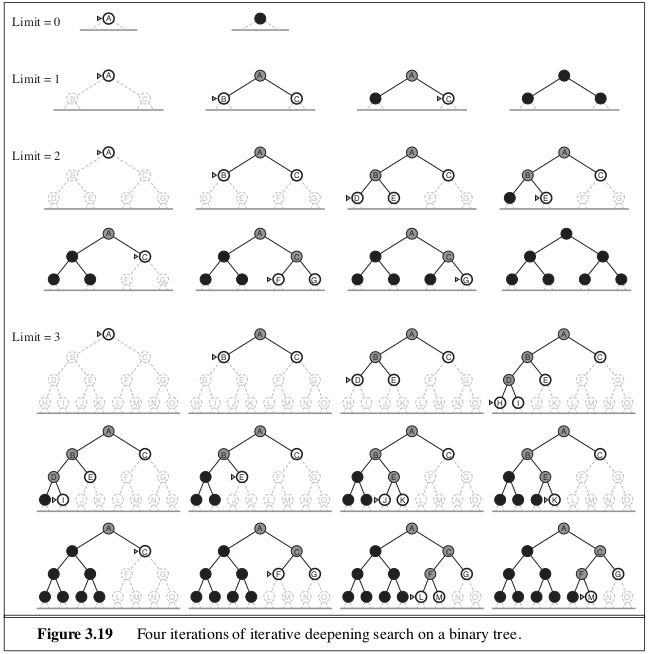 Limit = 0 A
Limit = 1 A A A
B C B C C
Limit = 2 A A A A
B C B C B C B C
D E F G D E F G D E F G E F G
A A A
C C C
F G F G G
Limit = 3 A A A A
B C B C B C B C
D E F G D E F G D E F G D E F G
H I J K L M N O H I J K L M N O H I J K L M N O H I J K L M N O
A A A A
B C B C B C B C
D E F G E F G E F G E F G
I J K L M N O J K L M N O J K L M N O K L M N O
A A A A
C C C C
F G F G F G F G
L M N O L M N O L M N O M N O
Figure 3.19 Four iterations of iterative deepening search on a binary tree.